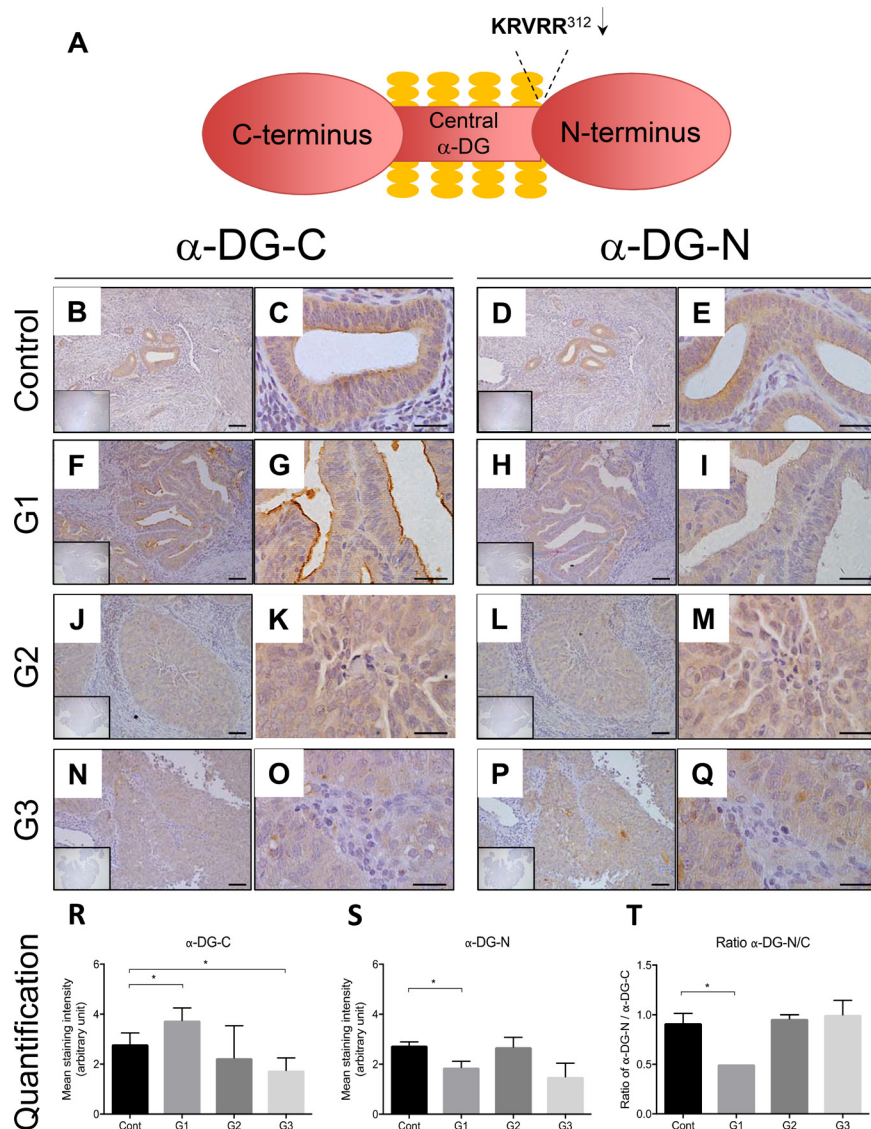 A
KRVRR³¹² ↓
C-terminus
Central
α-DG
N-terminus
α-DG-C
α-DG-N
Control
B
C
D
E
G1
F
G
H
I
G2
J
K
L
M
G3
N
O
P
Q
Quantification
R
α-DG-C
Mean staining intensity
(arbitrary unit)
6
4
2
0
*
*
Cont G1 G2 G3
S
α-DG-N
Mean staining intensity
(arbitrary unit)
6
4
2
0
*
Cont G1 G2 G3
T
Ratio α-DG-N/C
Ratio of α-DG-N / α-DG-C
1.5
1.0
0.5
0.0
*
Cont G1 G2 G3